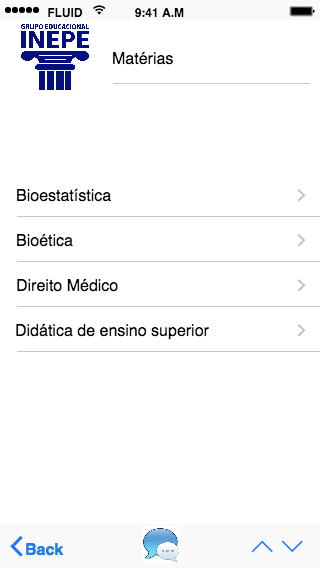 FLUID 9:41 A.M
GRUPO EDUCACIONAL
INEPE
Matérias
Bioestatística
Bioética
Direito Médico
Didática de ensino superior
Back